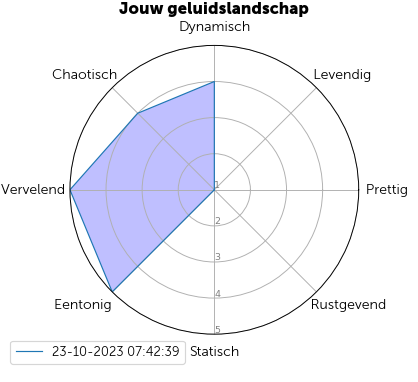 Jouw geluidslandschap
Dynamisch
Chaotisch
Levendig
Vervelend
Prettig
1
2
3
4
5
Eentonig
Rustgevend
Statisch
23-10-2023 07:42:39